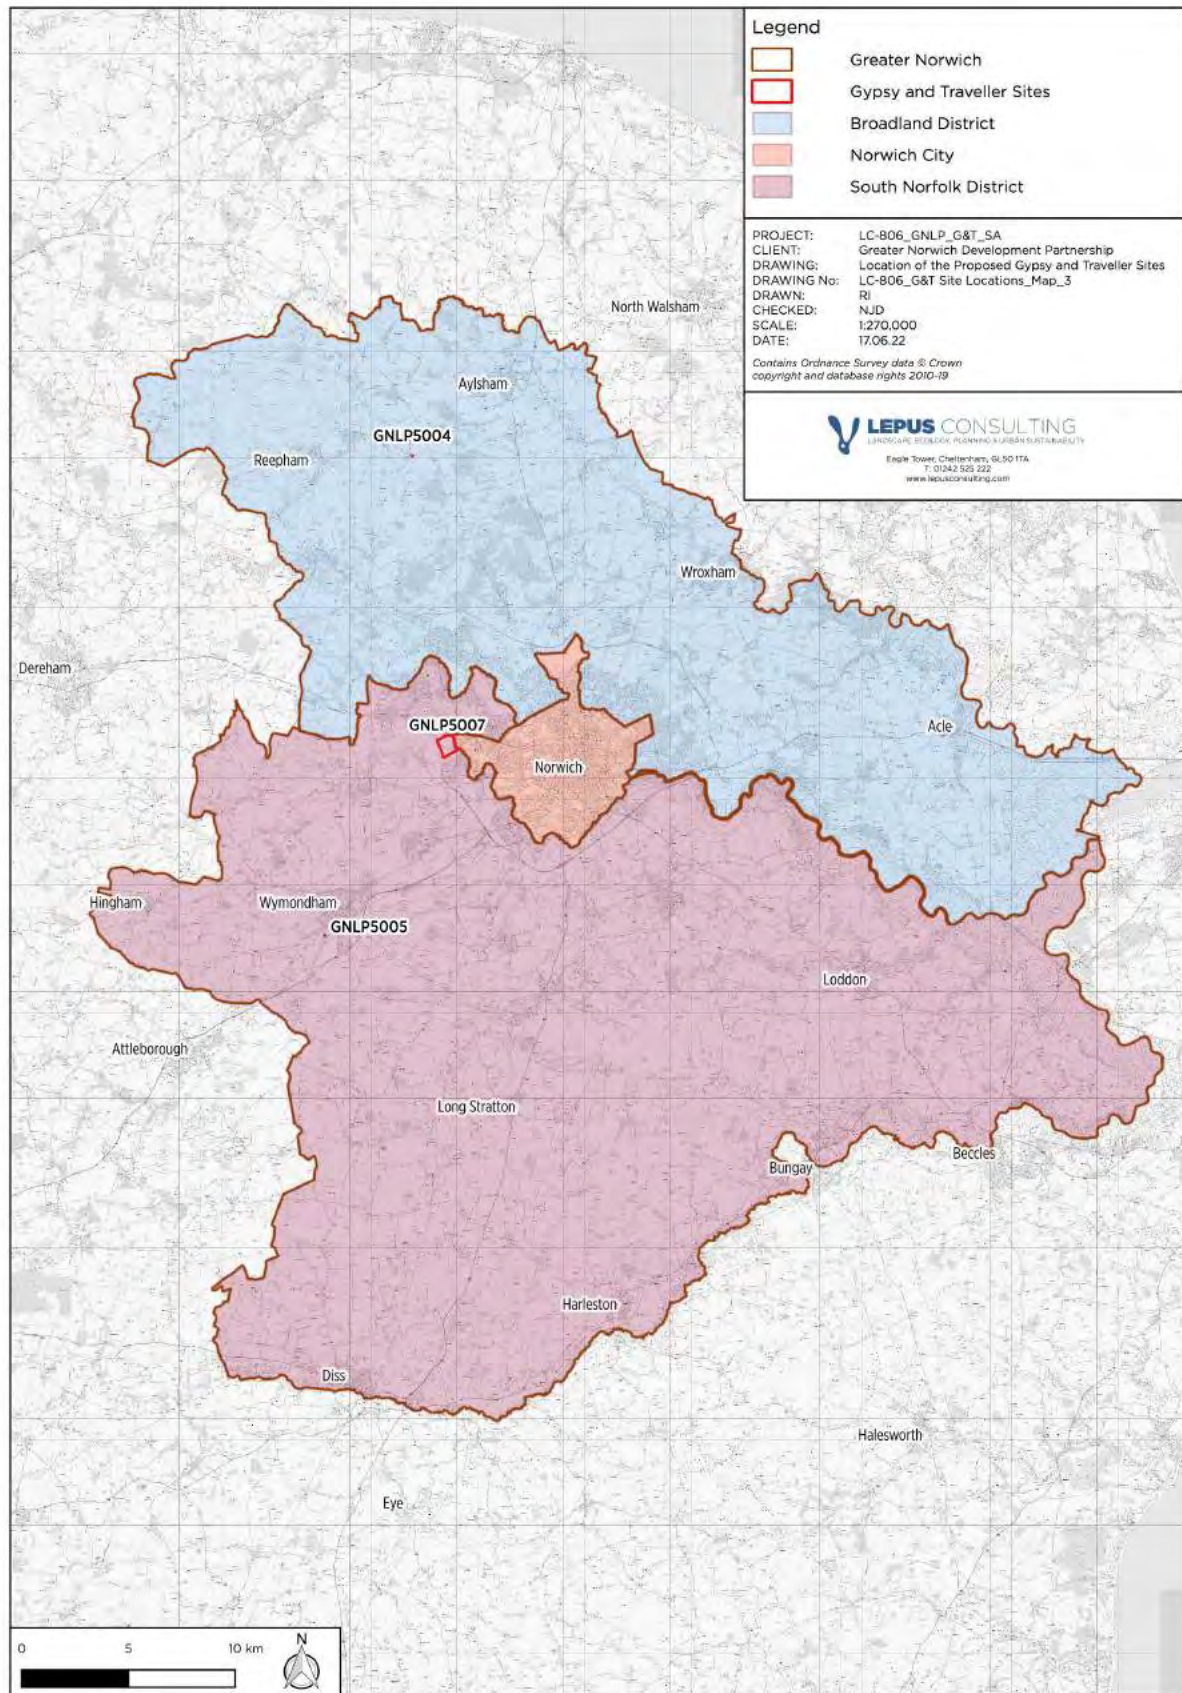 Legend
Greater Norwich
Gypsy and Traveller Sites
Broadland District
Norwich City
South Norfolk District
PROJECT: LC-806_GNLP_G&T_SA
CLIENT: Greater Norwich Development Partnership
DRAWING: Location of the Proposed Gypsy and Traveller Sites
DRAWING No: LC-806_G&T Site Locations_Map_3
DRAWN: RI
CHECKED: NJD
SCALE: 1:270,000
DATE: 17.06.22
Contains Ordnance Survey data © Crown
copyright and database rights 2010-19
LEPUS CONSULTING
LANDSCAPE, ECOLOGY, PLANNING & URBAN SUSTAINABILITY
Eagle Tower, Cheltenham, GL50 1TA
T: 01242 525 222
www.lepusconsulting.com
North Walsham
Aylsham
GNLP5004
Reepham
Wroxham
Dereham
GNLP5007
Acle
Norwich
Hingham
Wymondham
GNLP5005
Loddon
Attleborough
Long Stratton
Beccles
Bungay
Harleston
Diss
Halesworth
Eye
0 5 10 km
N